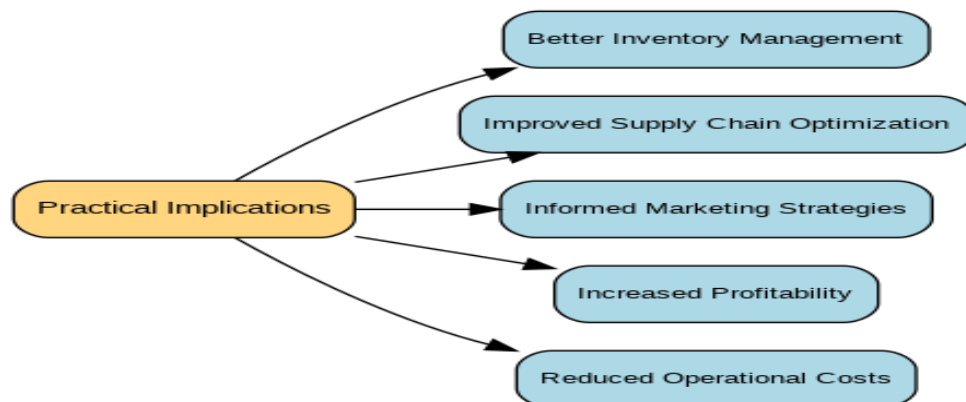 Better Inventory Management
Improved Supply Chain Optimization
Practical Implications
Informed Marketing Strategies
Increased Profitability
Reduced Operational Costs